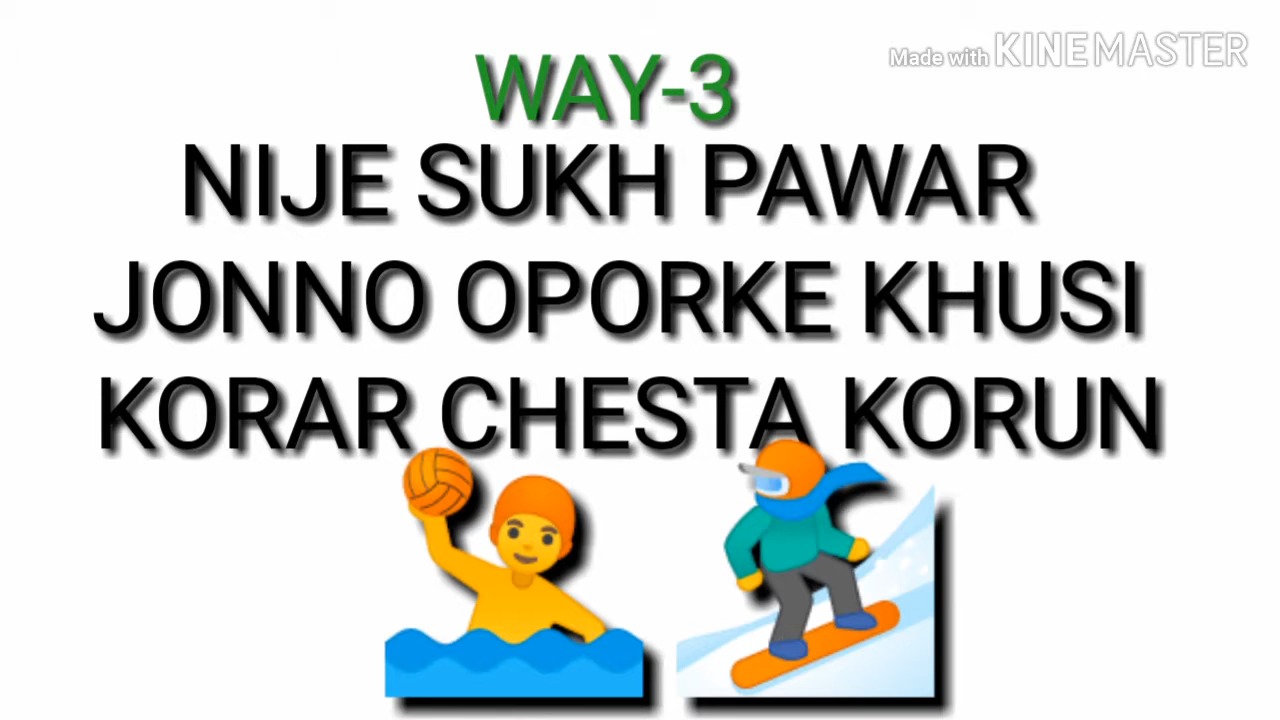 Made with KINEMASTER
WAY-3
NIJE SUKH PAWAR
JONNO OPORKE KHUSI
KORAR CHESTA KORUN